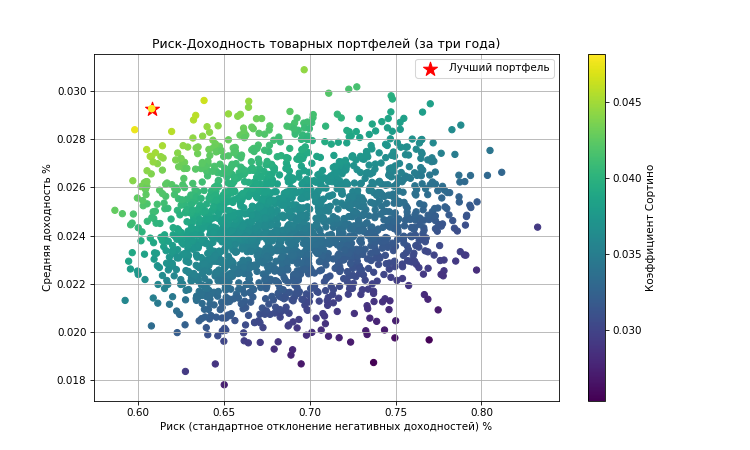 Риск-Доходность товарных портфелей (за три года)
Лучший портфель
Средняя доходность %
0.030
0.028
0.026
0.024
0.022
0.020
0.018
0.60 0.65 0.70 0.75 0.80
Риск (стандартное отклонение негативных доходностей) %
0.045
0.040
0.035
0.030
Коэффициент Сортино